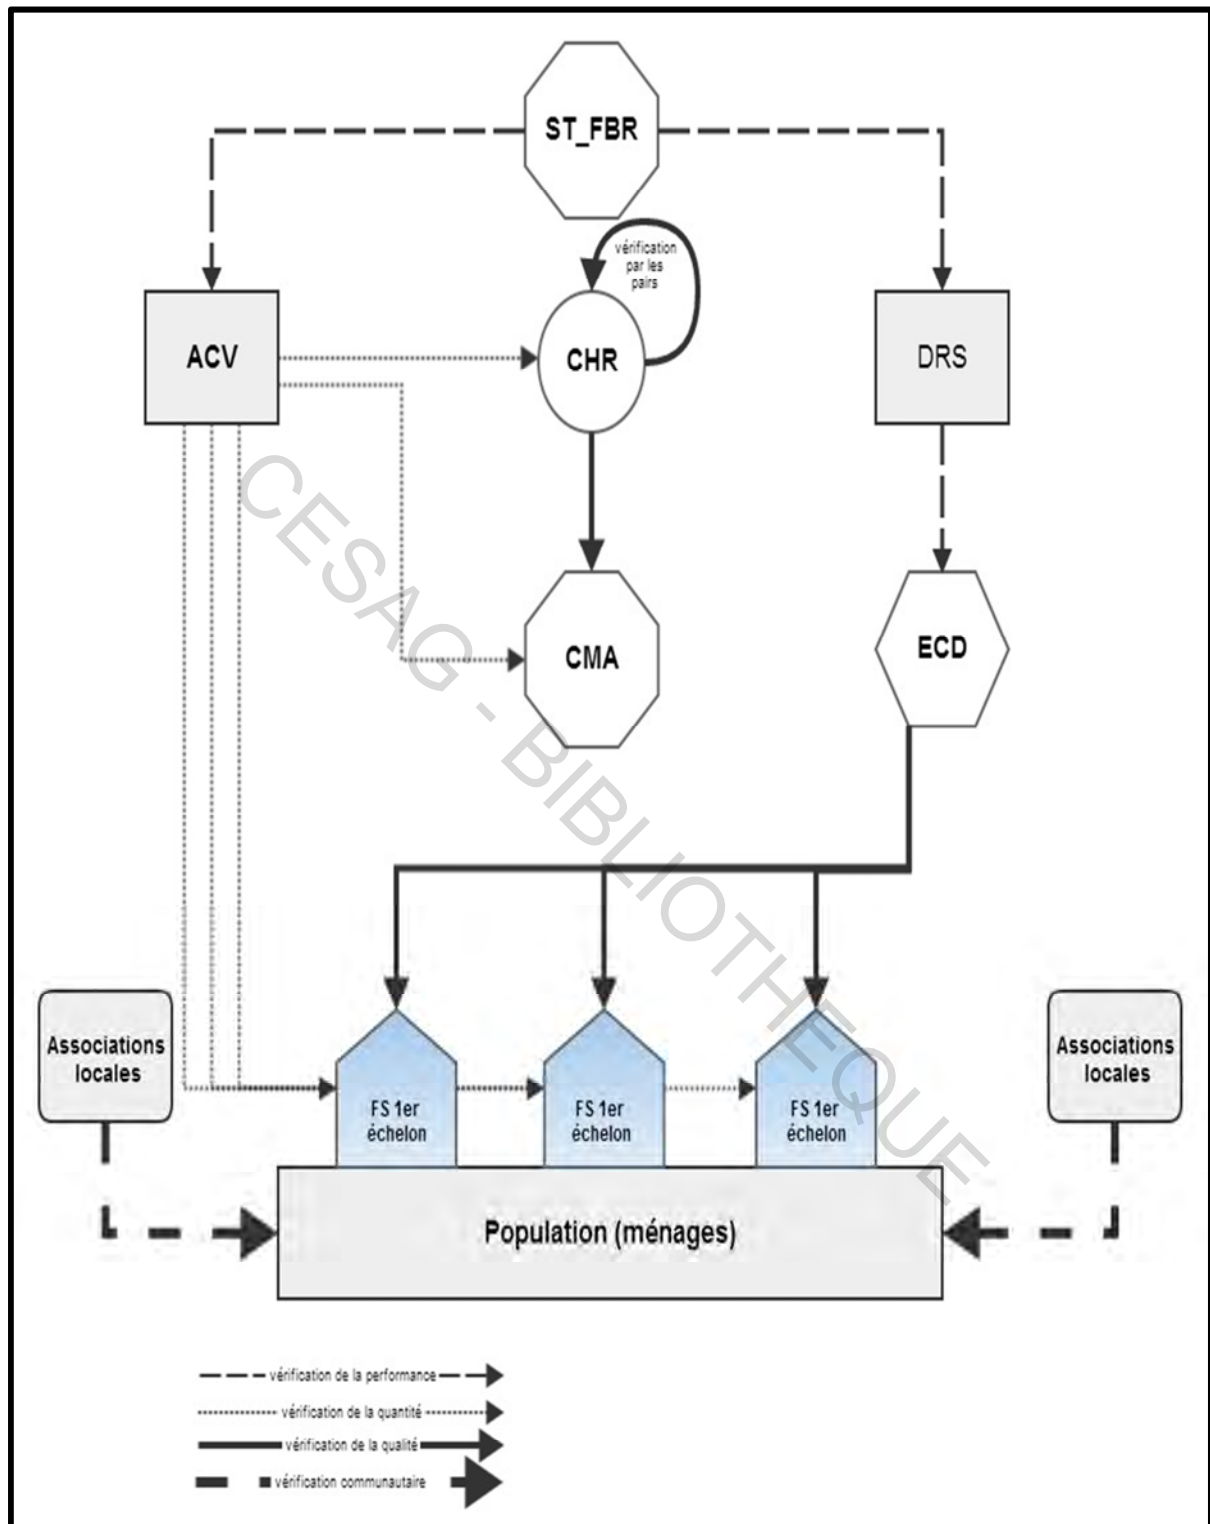 ST_FBR
vérification
par les
pairs
ACV
CHR
DRS
CMA
ECD
CESAG - BIBLIOTHEQUE
Associations
locales
FS 1er
échelon
FS 1er
échelon
FS 1er
échelon
Associations
locales
Population (ménages)
vérification de la performance
vérification de la quantité
vérification de la qualité
vérification communautaire